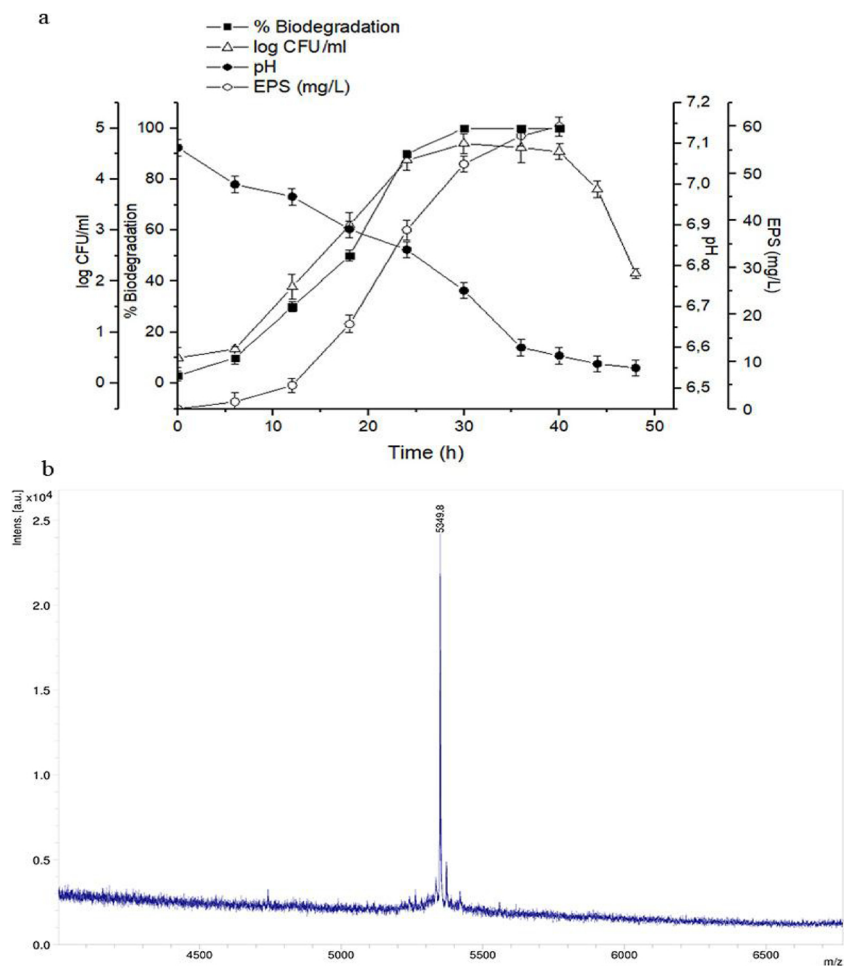 a
% Biodegradation
log CFU/ml
pH
EPS (mg/L)
5
4
3
2
1
0
log CFU/ml
100
80
60
40
20
0
% Biodegradation
7,2
7,1
7,0
6,9
6,8
6,7
6,6
6,5
pH
60
50
40
30
20
10
0
EPS (mg/L)
0 10 20 30 40 50
Time (h)
b
Intens. [a.u.]
x10⁴
2.5
2.0
1.5
1.0
0.5
0.0
5349.8
4500 5000 5500 6000 6500
m/z